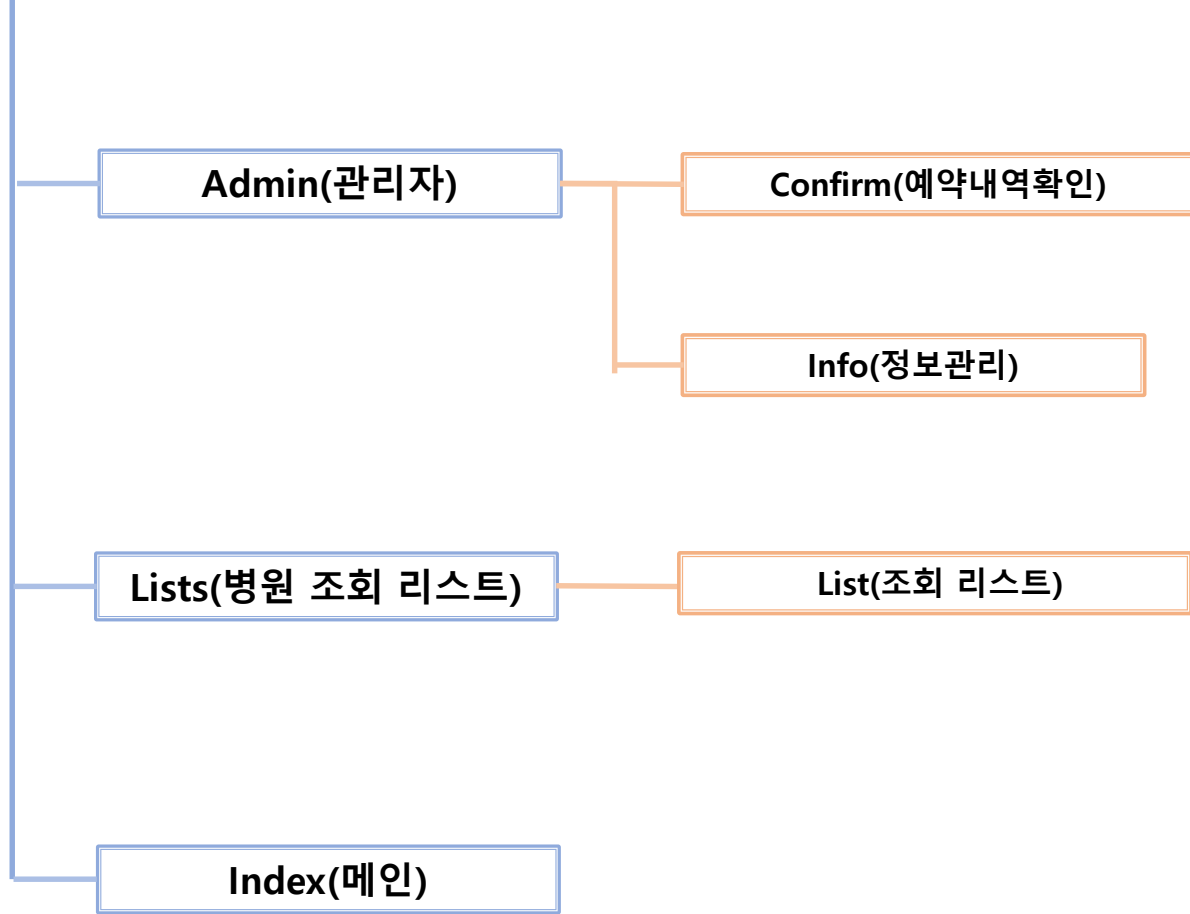 Admin(관리자)
Confirm(예약내역확인)
Info(정보관리)
Lists(병원 조회 리스트)
List(조회 리스트)
Index(메인)